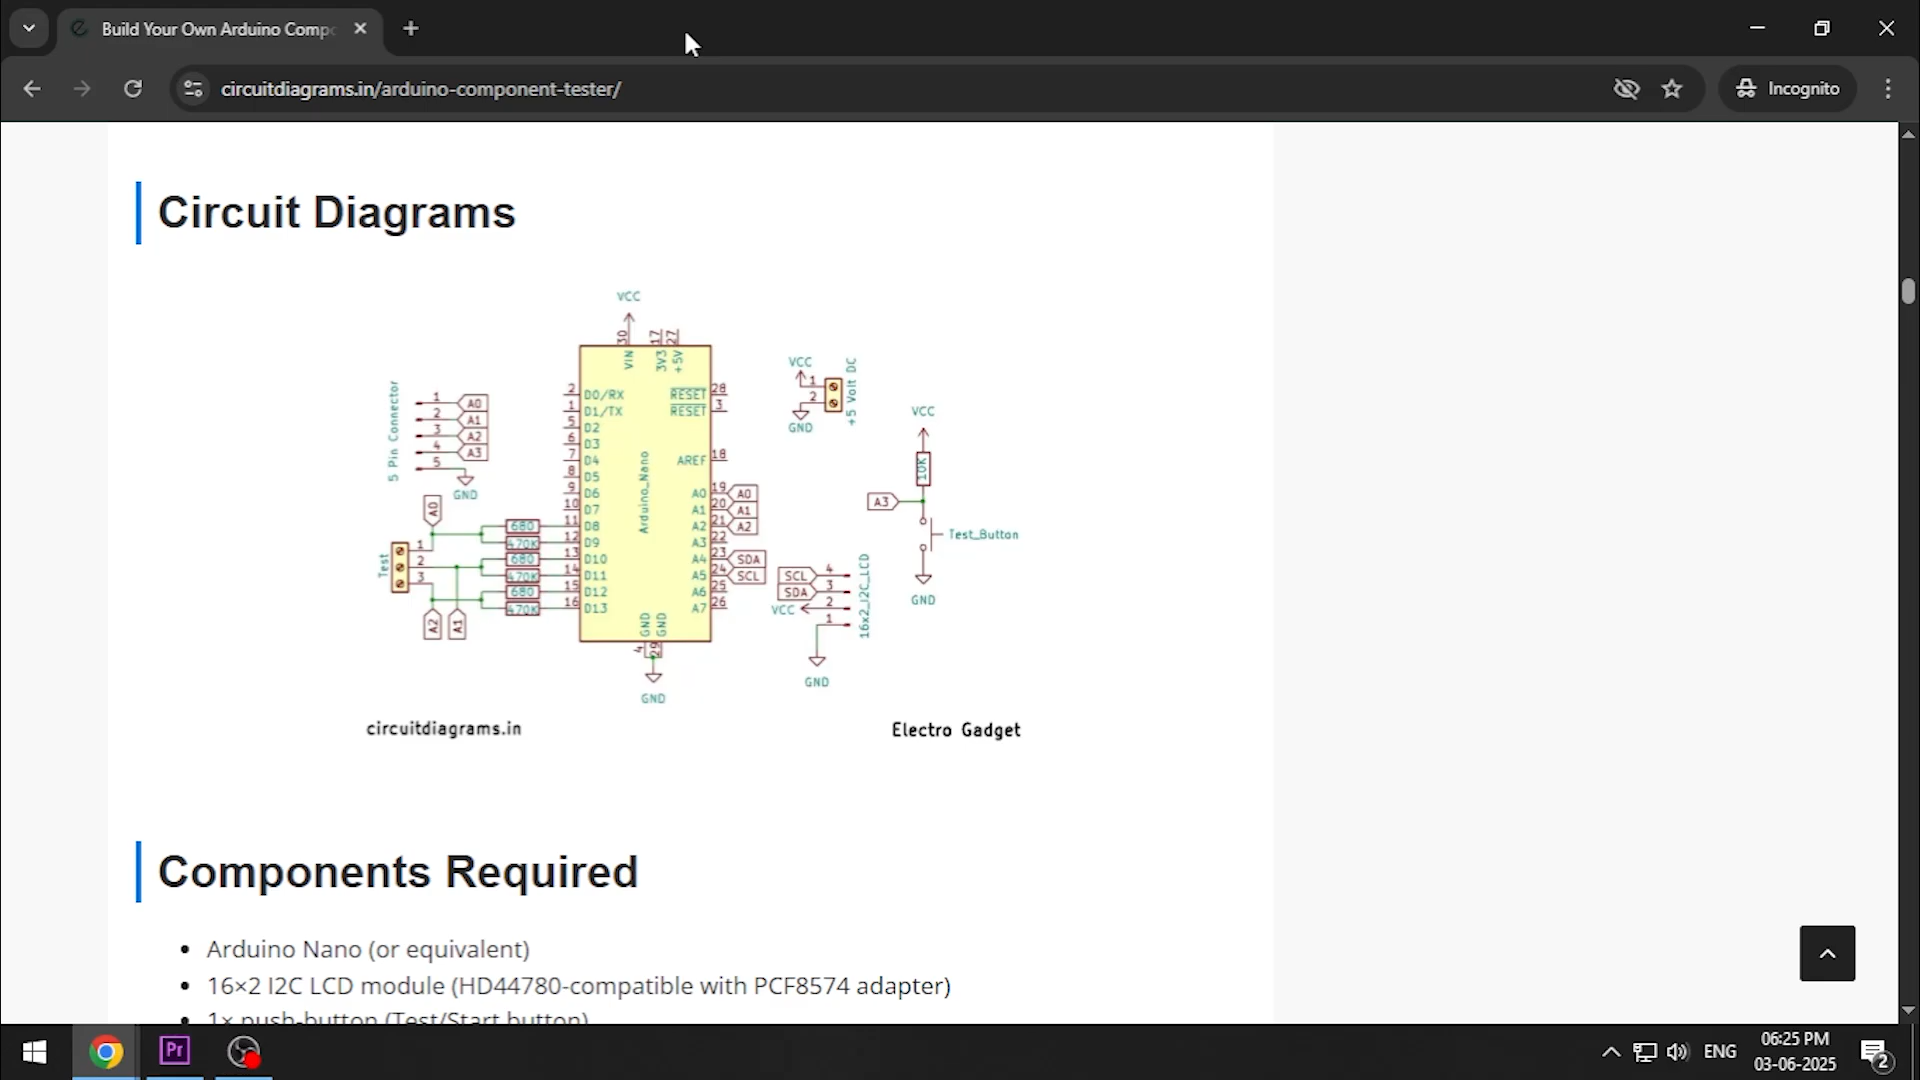 Build Your Own Arduino Comp
circuitdiagrams.in/arduino-component-tester/
Incognito
Circuit Diagrams
VCC
30 17 27
VIN 3V3 +5V
5 Pin Connector
1 A0
2 A1
3 A2
4 A3
5
GND
2 D0/RX RESET 28
1 D1/TX RESET 3
5 D2
6 D3
7 D4 AREF 18
8 D5
9 D6 A0 19 A0
10 D7 A1 20 A1
11 D8 A2 21 A2
12 D9 A3 22
13 D10 A4 23 SDA
14 D11 A5 24 SCL
15 D12 A6 25
16 D13 A7 26
Arduino_Nano
GND GND
4 29
GND
A0
680
470K
680
470K
680
470K
Test
1
2
3
A2 A1
VCC
1
2
GND
+5 Volt DC
VCC
10K
A3
Test_Button
GND
SCL 4
SDA 3
VCC 2
1
16x2_I2C_LCD
GND
circuitdiagrams.in
Electro Gadget
Components Required
• Arduino Nano (or equivalent)
• 16×2 I2C LCD module (HD44780-compatible with PCF8574 adapter)
• 1× push-button (Test/Start button)
Pr
ENG
06:25 PM
03-06-2025
2